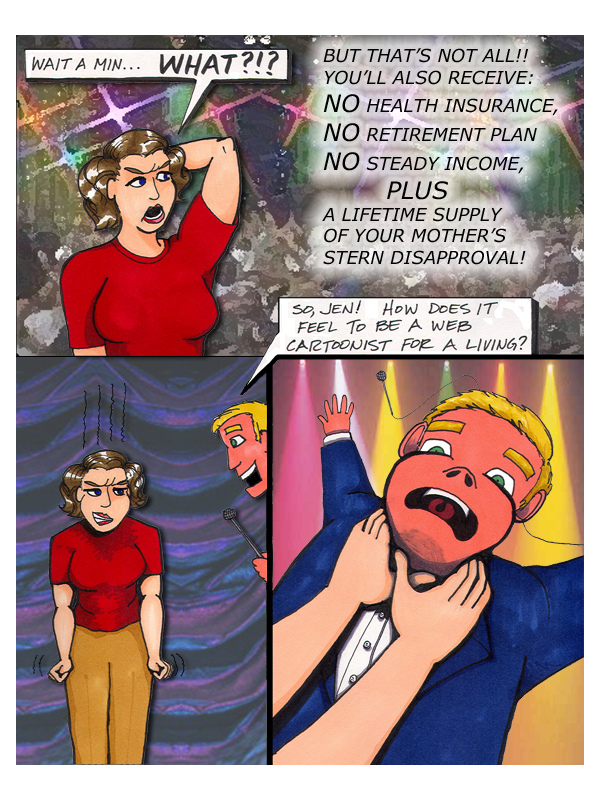 WAIT A MIN... WHAT?!?
BUT THAT'S NOT ALL!!
YOU'LL ALSO RECEIVE:
NO HEALTH INSURANCE,
NO RETIREMENT PLAN
NO STEADY INCOME,
PLUS
A LIFETIME SUPPLY
OF YOUR MOTHER'S
STERN DISAPPROVAL!
SO, JEN! HOW DOES IT
FEEL TO BE A WEB
CARTOONIST FOR A LIVING?